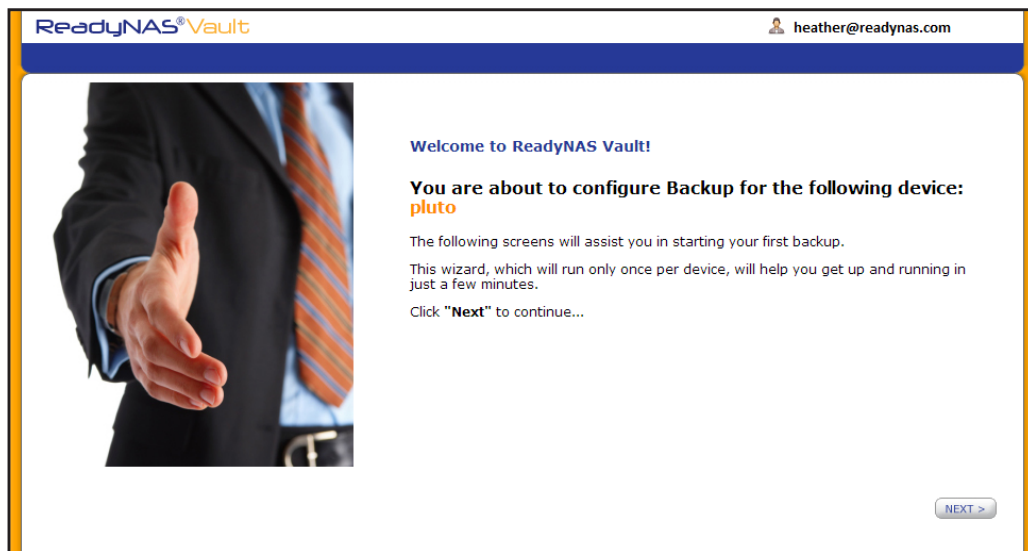 ReadyNAS®Vault
heather@readynas.com
Welcome to ReadyNAS Vault!
You are about to configure Backup for the following device:
pluto
The following screens will assist you in starting your first backup.
This wizard, which will run only once per device, will help you get up and running in
just a few minutes.
Click "Next" to continue...
NEXT >